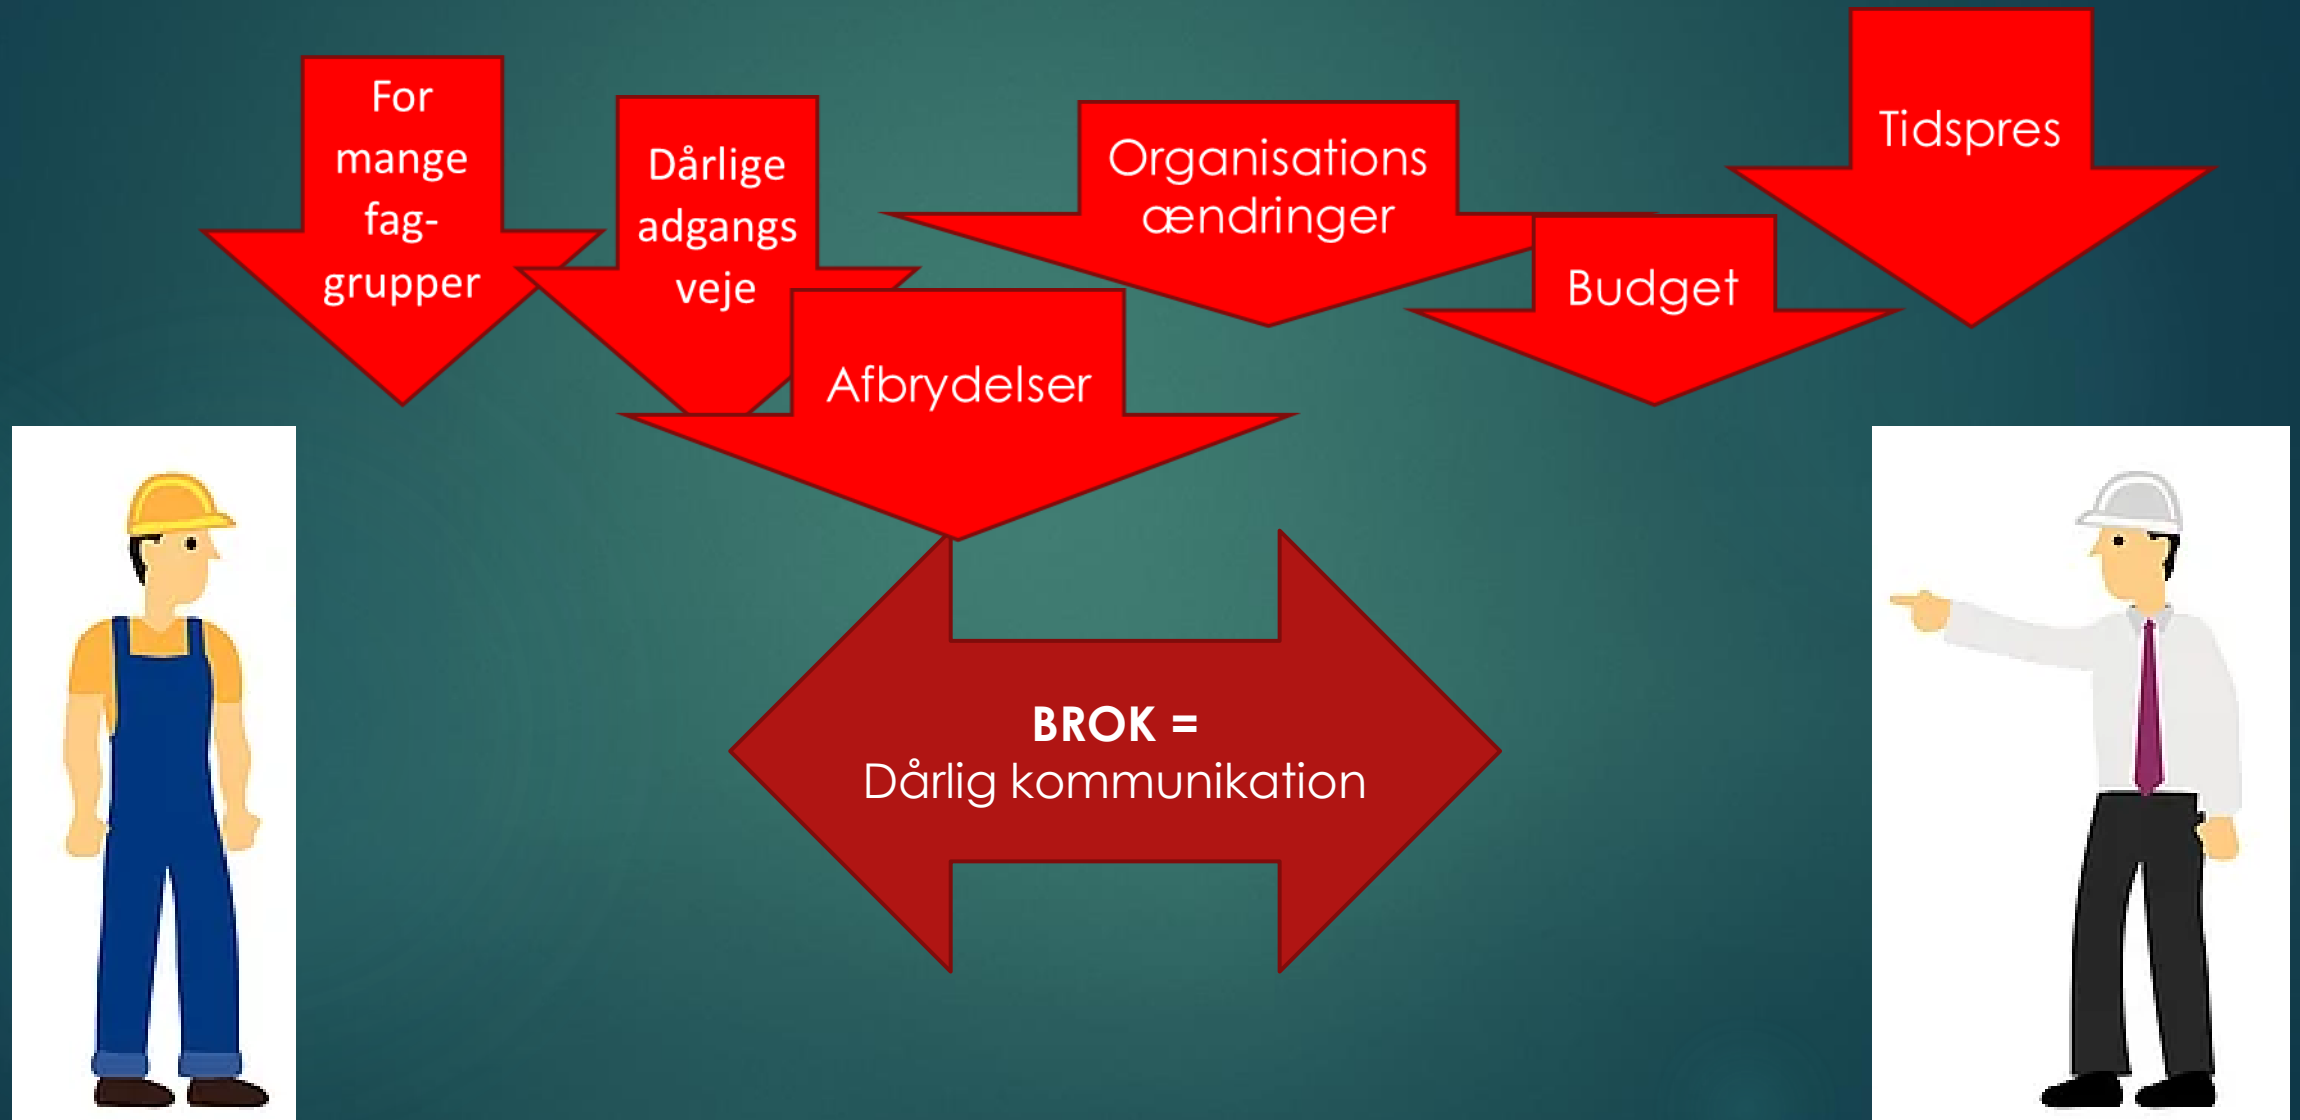 For
mange
fag-
grupper
Dårlige
adgangs
veje
Afbrydelser
Organisations
ændringer
Budget
Tidspres
BROK =
Dårlig kommunikation